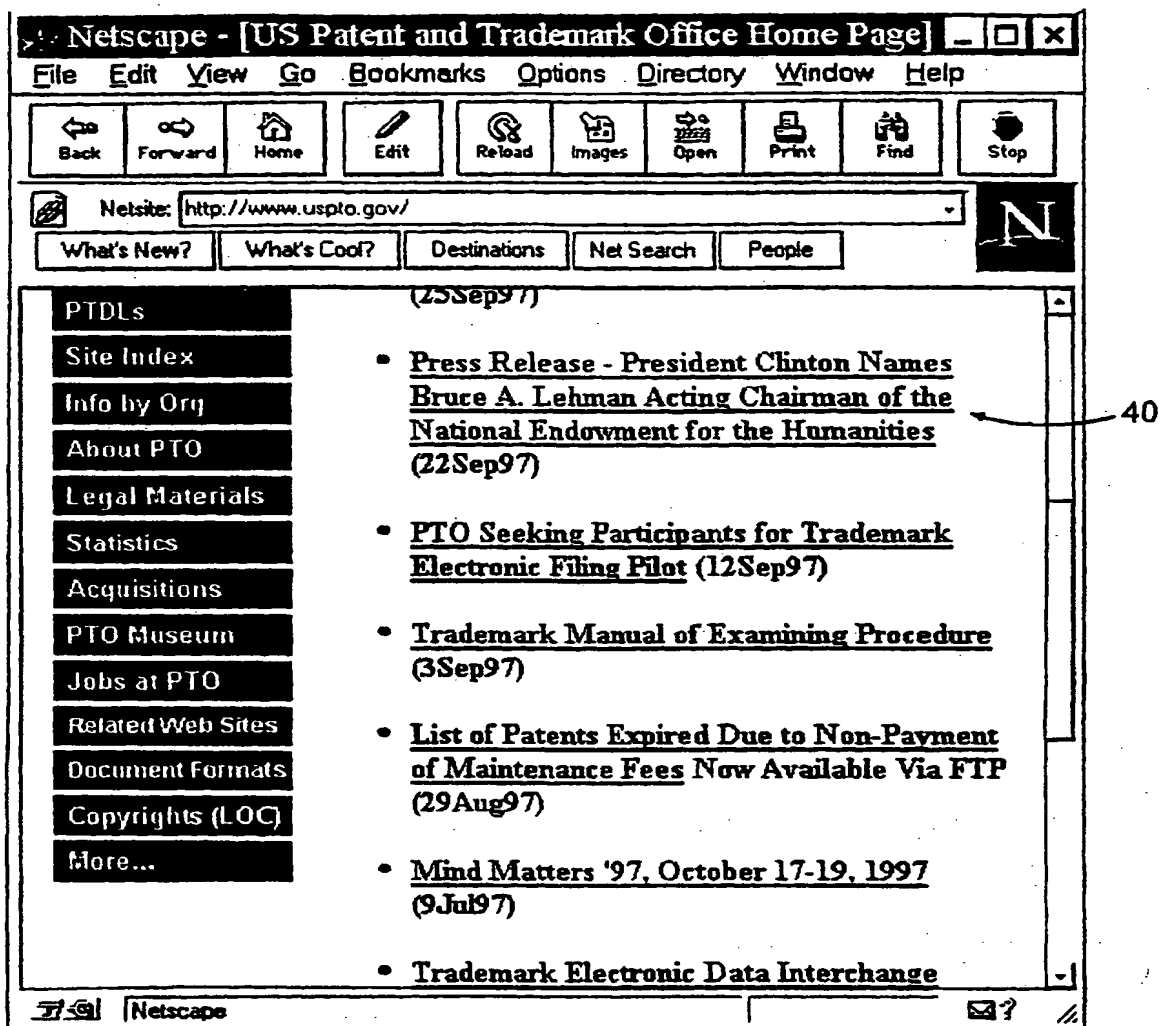 Netscape - [US Patent and Trademark Office Home Page]
File Edit View Go Bookmarks Options Directory Window Help
Back Forward Home Edit Reload Images Open Print Find Stop
Netsite: http://www.uspto.gov/
N
What's New? What's Cool? Destinations Net Search People
PTDLs
Site Index
Info by Org
About PTO
Legal Materials
Statistics
Acquisitions
PTO Museum
Jobs at PTO
Related Web Sites
Document Formats
Copyrights (LOC)
More...
(25Sep97)
• Press Release - President Clinton Names
Bruce A. Lehman Acting Chairman of the
National Endowment for the Humanities
(22Sep97)
• PTO Seeking Participants for Trademark
Electronic Filing Pilot (12Sep97)
• Trademark Manual of Examining Procedure
(3Sep97)
• List of Patents Expired Due to Non-Payment
of Maintenance Fees Now Available Via FTP
(29Aug97)
• Mind Matters '97, October 17-19, 1997
(9Jul97)
• Trademark Electronic Data Interchange
40
Netscape
?